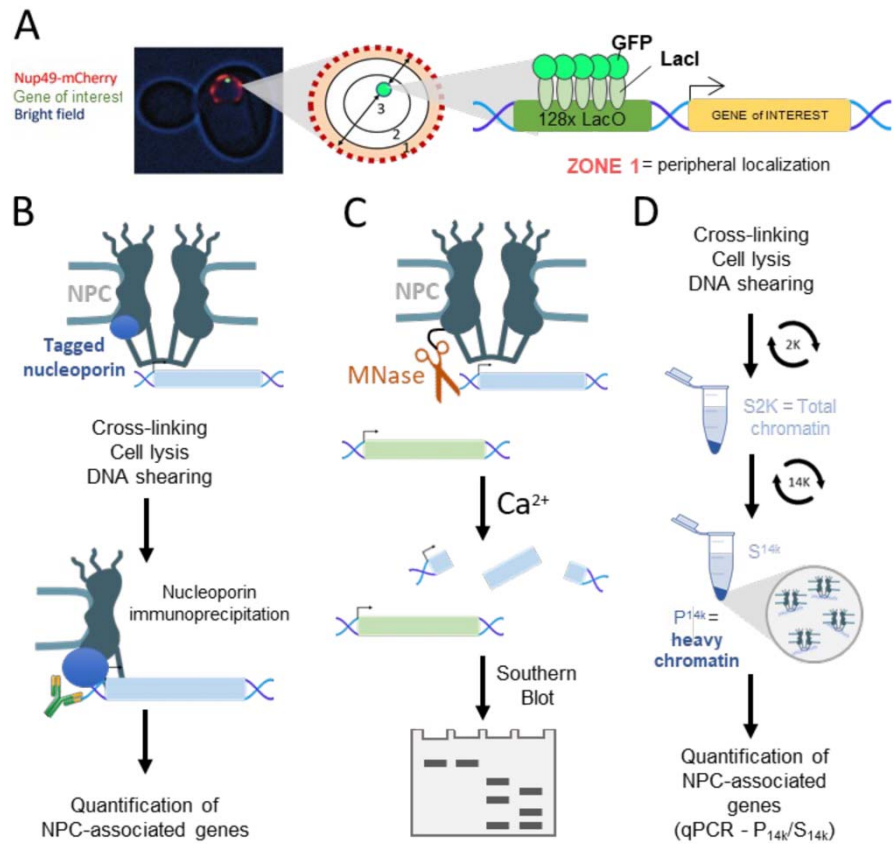 A
Nup49-mCherry
Gene of interest
Bright field
3
2
1
GFP
LacI
128x LacO
GENE of INTEREST
ZONE 1 = peripheral localization
B
NPC
Tagged
nucleoporin
Cross-linking
Cell lysis
DNA shearing
Nucleoporin
immunoprecipitation
Quantification of
NPC-associated genes
C
NPC
MNase
Ca²⁺
Southern
Blot
D
Cross-linking
Cell lysis
DNA shearing
2K
S2K = Total
chromatin
14K
S¹⁴ᵏ
P¹⁴ᵏ =
heavy
chromatin
Quantification of
NPC-associated
genes
(qPCR - P₁₄ₖ/S₁₄ₖ)